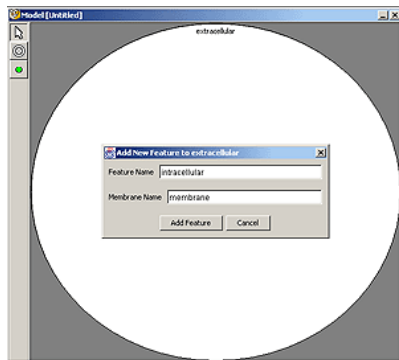 Model [Untitled]
extracellular
Add New Feature to extracellular
Feature Name intracellular
Membrane Name membrane
Add Feature Cancel